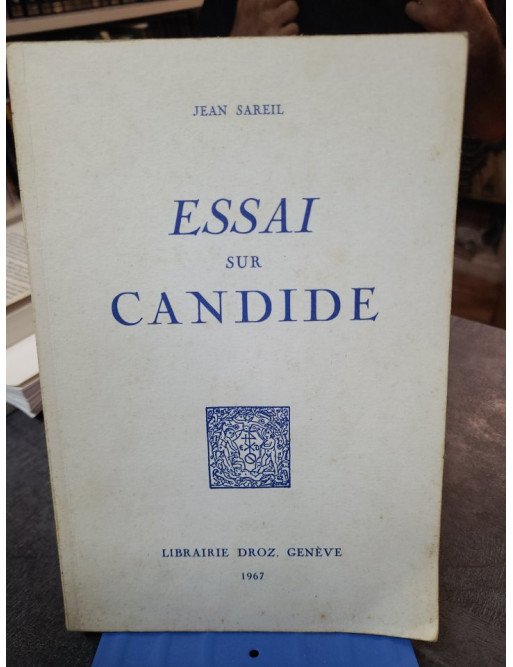 JEAN SAREIL
ESSAI
SUR
CANDIDE
LIBRAIRIE DROZ, GENÈVE
1967